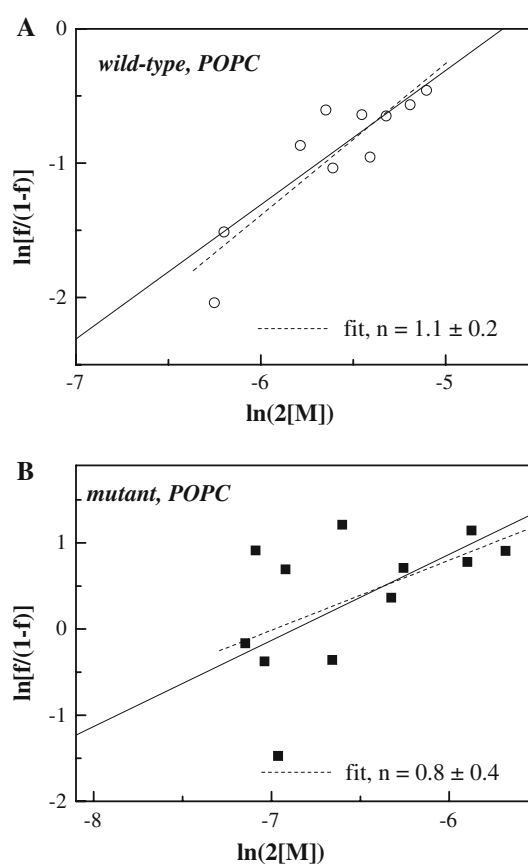 A
wild-type, POPC
0
-1
-2
ln[f/(1-f)]
fit, n = 1.1 ± 0.2
-7
-6
-5
ln(2[M])
B
mutant, POPC
1
0
-1
-2
ln[f/(1-f)]
fit, n = 0.8 ± 0.4
-8
-7
-6
ln(2[M])